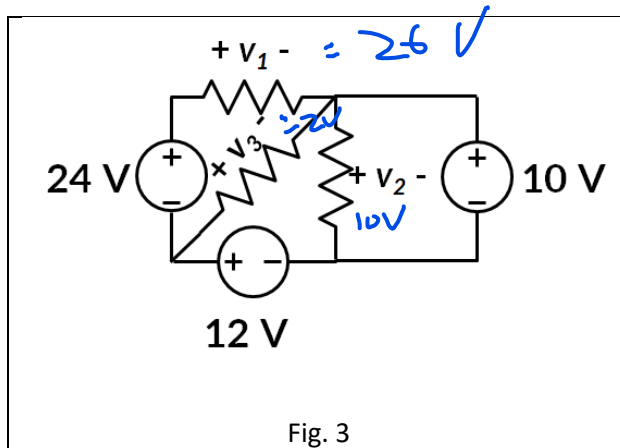 + v1 - = 26 V
+ v3 - = 2V
24 V
+
−
+ v2 -
10V
+
−
10 V
+ −
12 V
Fig. 3